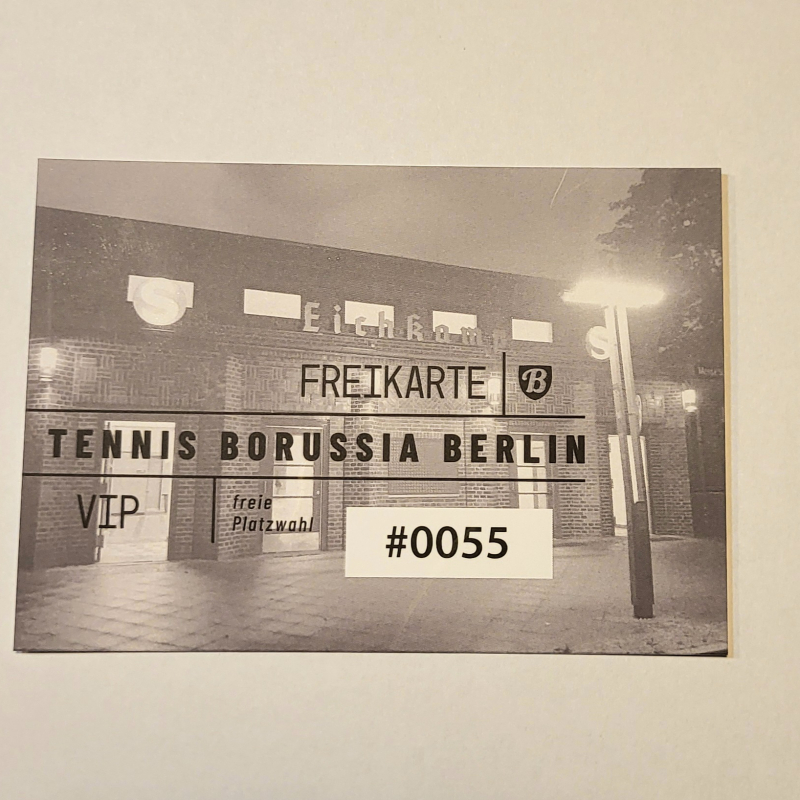 S
Eichkamp
S
FREIKARTE
B
TENNIS BORUSSIA BERLIN
VIP
freie
Platzwahl
#0055